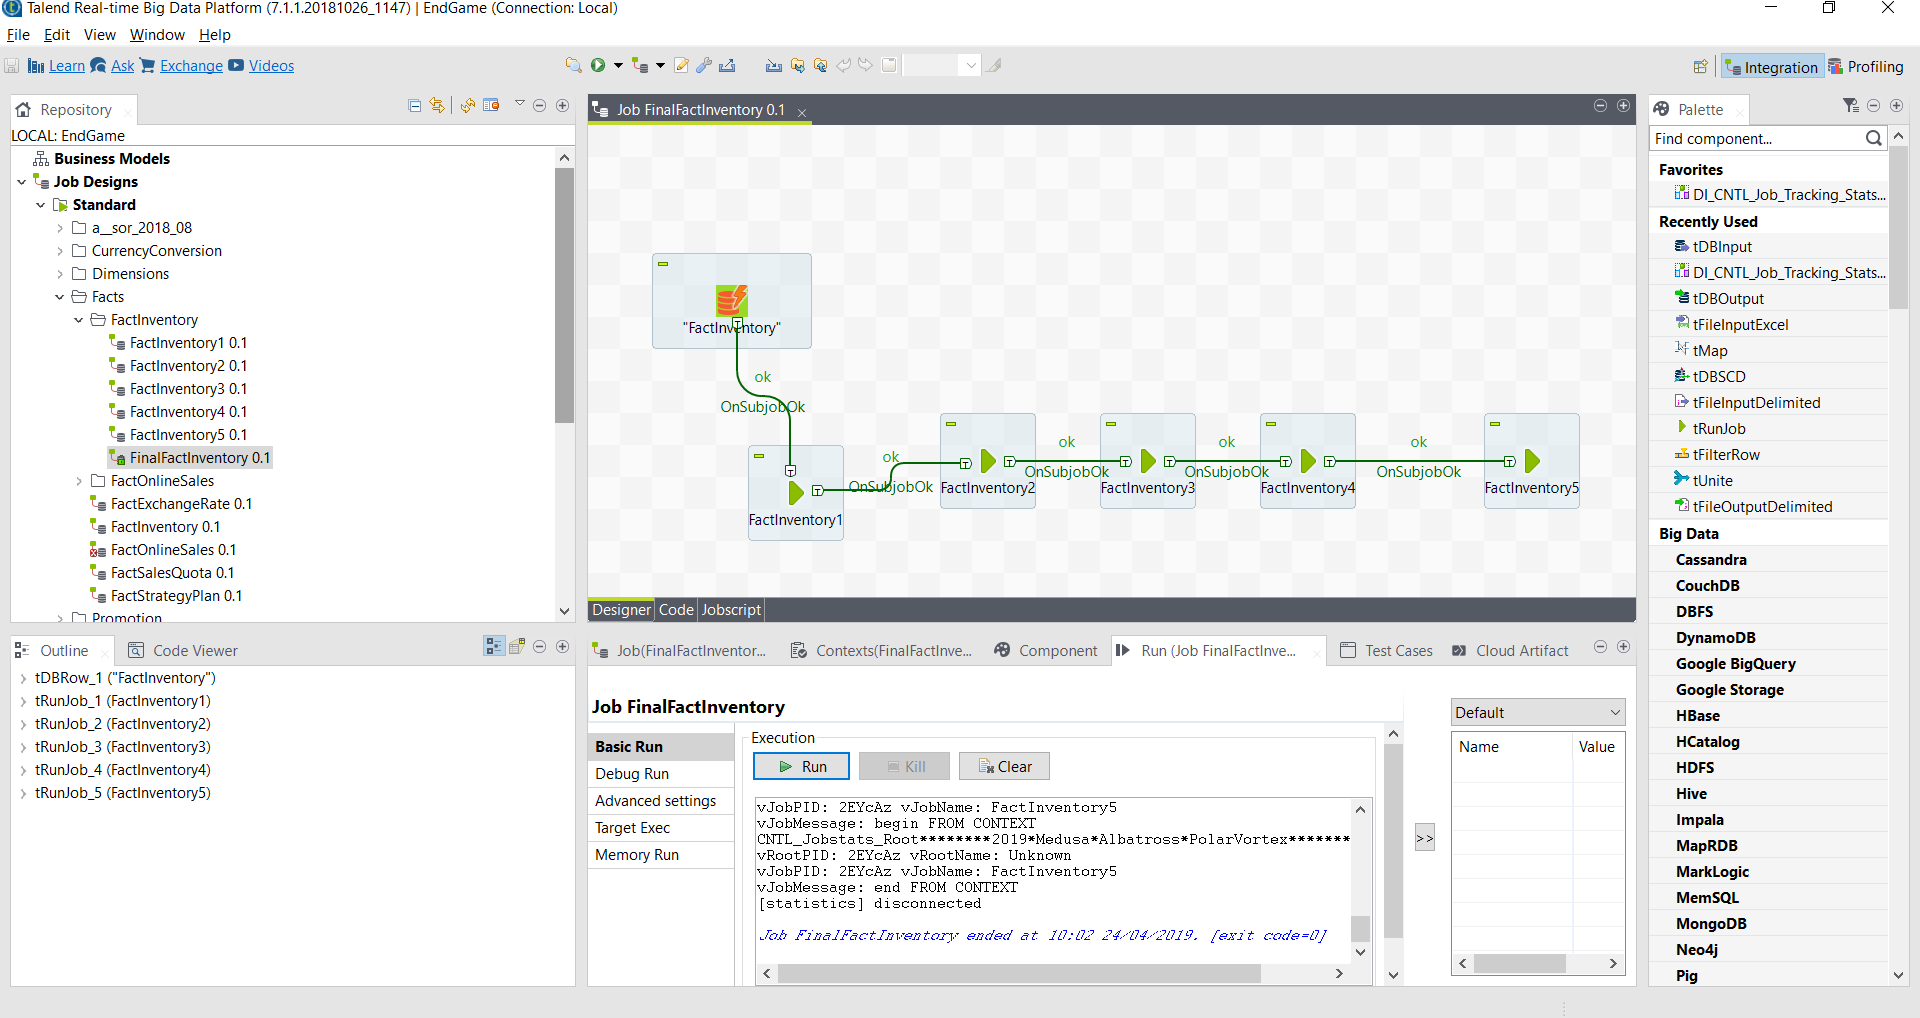 Talend Real-time Big Data Platform (7.1.1.20181026_1147) | EndGame (Connection: Local)
File Edit View Window Help
Learn Ask Exchange Videos
Integration Profiling
Repository
LOCAL: EndGame
Business Models
Job Designs
Standard
a__sor_2018_08
CurrencyConversion
Dimensions
Facts
FactInventory
FactInventory1 0.1
FactInventory2 0.1
FactInventory3 0.1
FactInventory4 0.1
FactInventory5 0.1
FinalFactInventory 0.1
FactOnlineSales
FactExchangeRate 0.1
FactInventory 0.1
FactOnlineSales 0.1
FactSalesQuota 0.1
FactStrategyPlan 0.1
Promotion
Outline Code Viewer
tDBRow_1 ("FactInventory")
tRunJob_1 (FactInventory1)
tRunJob_2 (FactInventory2)
tRunJob_3 (FactInventory3)
tRunJob_4 (FactInventory4)
tRunJob_5 (FactInventory5)
Job FinalFactInventory 0.1
"FactInventory"
ok
OnSubjobOk
FactInventory1
ok
OnSubjobOk
FactInventory2
ok
OnSubjobOk
FactInventory3
ok
OnSubjobOk
FactInventory4
ok
OnSubjobOk
FactInventory5
Designer Code Jobscript
Job(FinalFactInventor... Contexts(FinalFactInve... Component Run (Job FinalFactInve... Test Cases Cloud Artifact
Job FinalFactInventory
Basic Run
Debug Run
Advanced settings
Target Exec
Memory Run
Execution
Run Kill Clear
vJobPID: 2EYcAz vJobName: FactInventory5
vJobMessage: begin FROM CONTEXT
CNTL_Jobstats_Root********2019*Medusa*Albatross*PolarVortex*******
vRootPID: 2EYcAz vRootName: Unknown
vJobPID: 2EYcAz vJobName: FactInventory5
vJobMessage: end FROM CONTEXT
[statistics] disconnected
Job FinalFactInventory ended at 10:02 24/04/2019. [exit code=0]
>>
Default
Name Value
Palette
Find component...
Favorites
DI_CNTL_Job_Tracking_Stats...
Recently Used
tDBInput
DI_CNTL_Job_Tracking_Stats...
tDBOutput
tFileInputExcel
tMap
tDBSCD
tFileInputDelimited
tRunJob
tFilterRow
tUnite
tFileOutputDelimited
Big Data
Cassandra
CouchDB
DBFS
DynamoDB
Google BigQuery
Google Storage
HBase
HCatalog
HDFS
Hive
Impala
MapRDB
MarkLogic
MemSQL
MongoDB
Neo4j
Pig